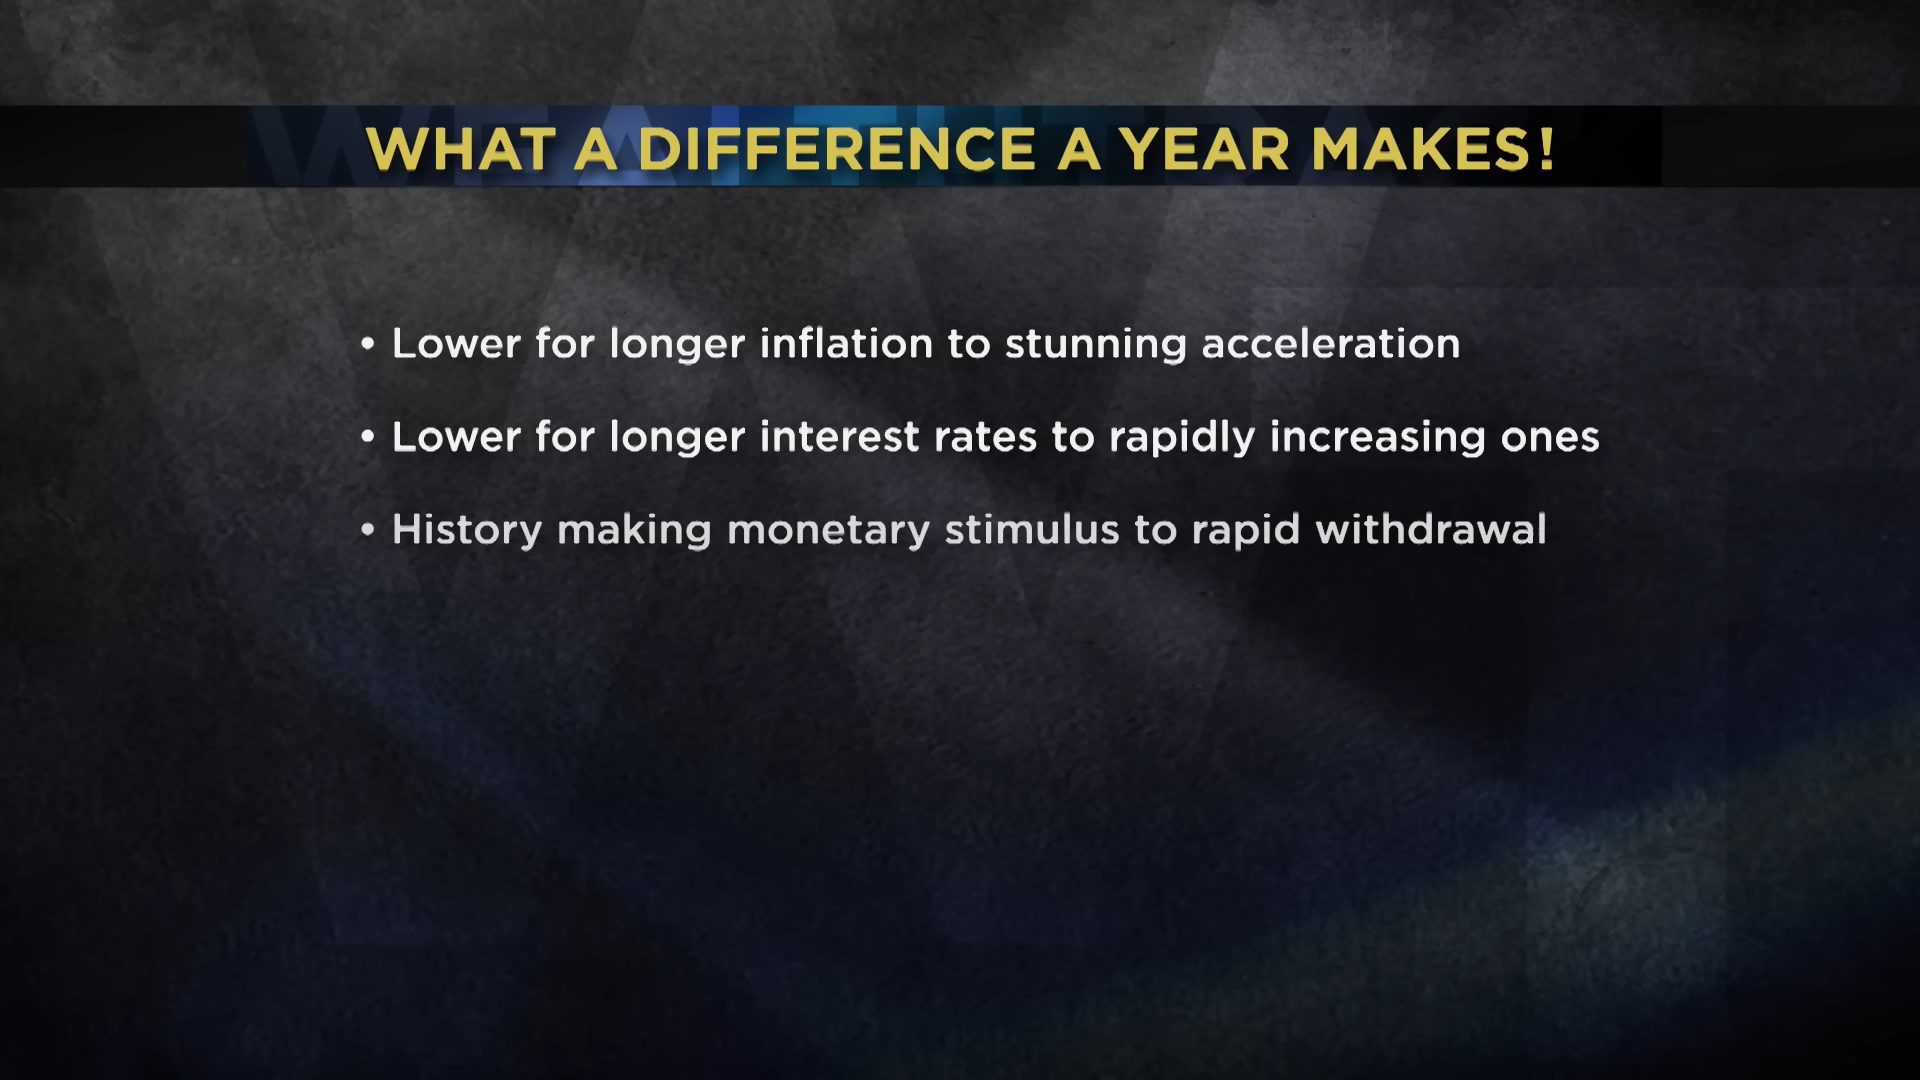 WHAT A DIFFERENCE A YEAR MAKES!
• Lower for longer inflation to stunning acceleration
• Lower for longer interest rates to rapidly increasing ones
• History making monetary stimulus to rapid withdrawal